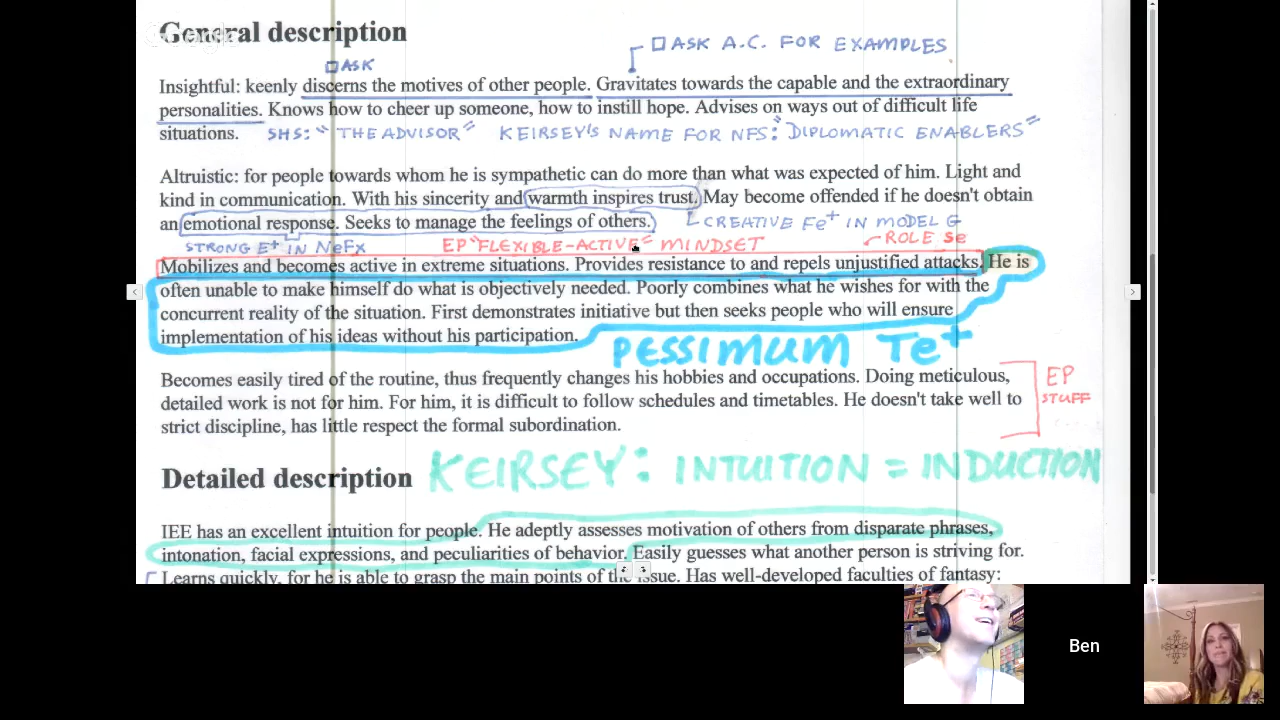 Google
General description
□ ASK A.C. FOR EXAMPLES
□ ASK
Insightful: keenly discerns the motives of other people. Gravitates towards the capable and the extraordinary
personalities. Knows how to cheer up someone, how to instill hope. Advises on ways out of difficult life
situations. SHS: "THE ADVISOR" KEIRSEY'S NAME FOR NFS: "DIPLOMATIC ENABLERS"
Altruistic: for people towards whom he is sympathetic can do more than what was expected of him. Light and
kind in communication. With his sincerity and warmth inspires trust. May become offended if he doesn't obtain
an emotional response. Seeks to manage the feelings of others. CREATIVE Fe+ IN MODEL G
STRONG E+ IN NeFx EP "FLEXIBLE-ACTIVE" MINDSET ROLE Se
Mobilizes and becomes active in extreme situations. Provides resistance to and repels unjustified attacks. He is
often unable to make himself do what is objectively needed. Poorly combines what he wishes for with the
concurrent reality of the situation. First demonstrates initiative but then seeks people who will ensure
implementation of his ideas without his participation. PESSIMUM Te+
Becomes easily tired of the routine, thus frequently changes his hobbies and occupations. Doing meticulous,
detailed work is not for him. For him, it is difficult to follow schedules and timetables. He doesn't take well to
strict discipline, has little respect the formal subordination.
EP
STUFF
Detailed description KEIRSEY: INTUITION = INDUCTION
IEE has an excellent intuition for people. He adeptly assesses motivation of others from disparate phrases,
intonation, facial expressions, and peculiarities of behavior. Easily guesses what another person is striving for.
Learns quickly, for he is able to grasp the main points of the issue. Has well-developed faculties of fantasy:
Ben